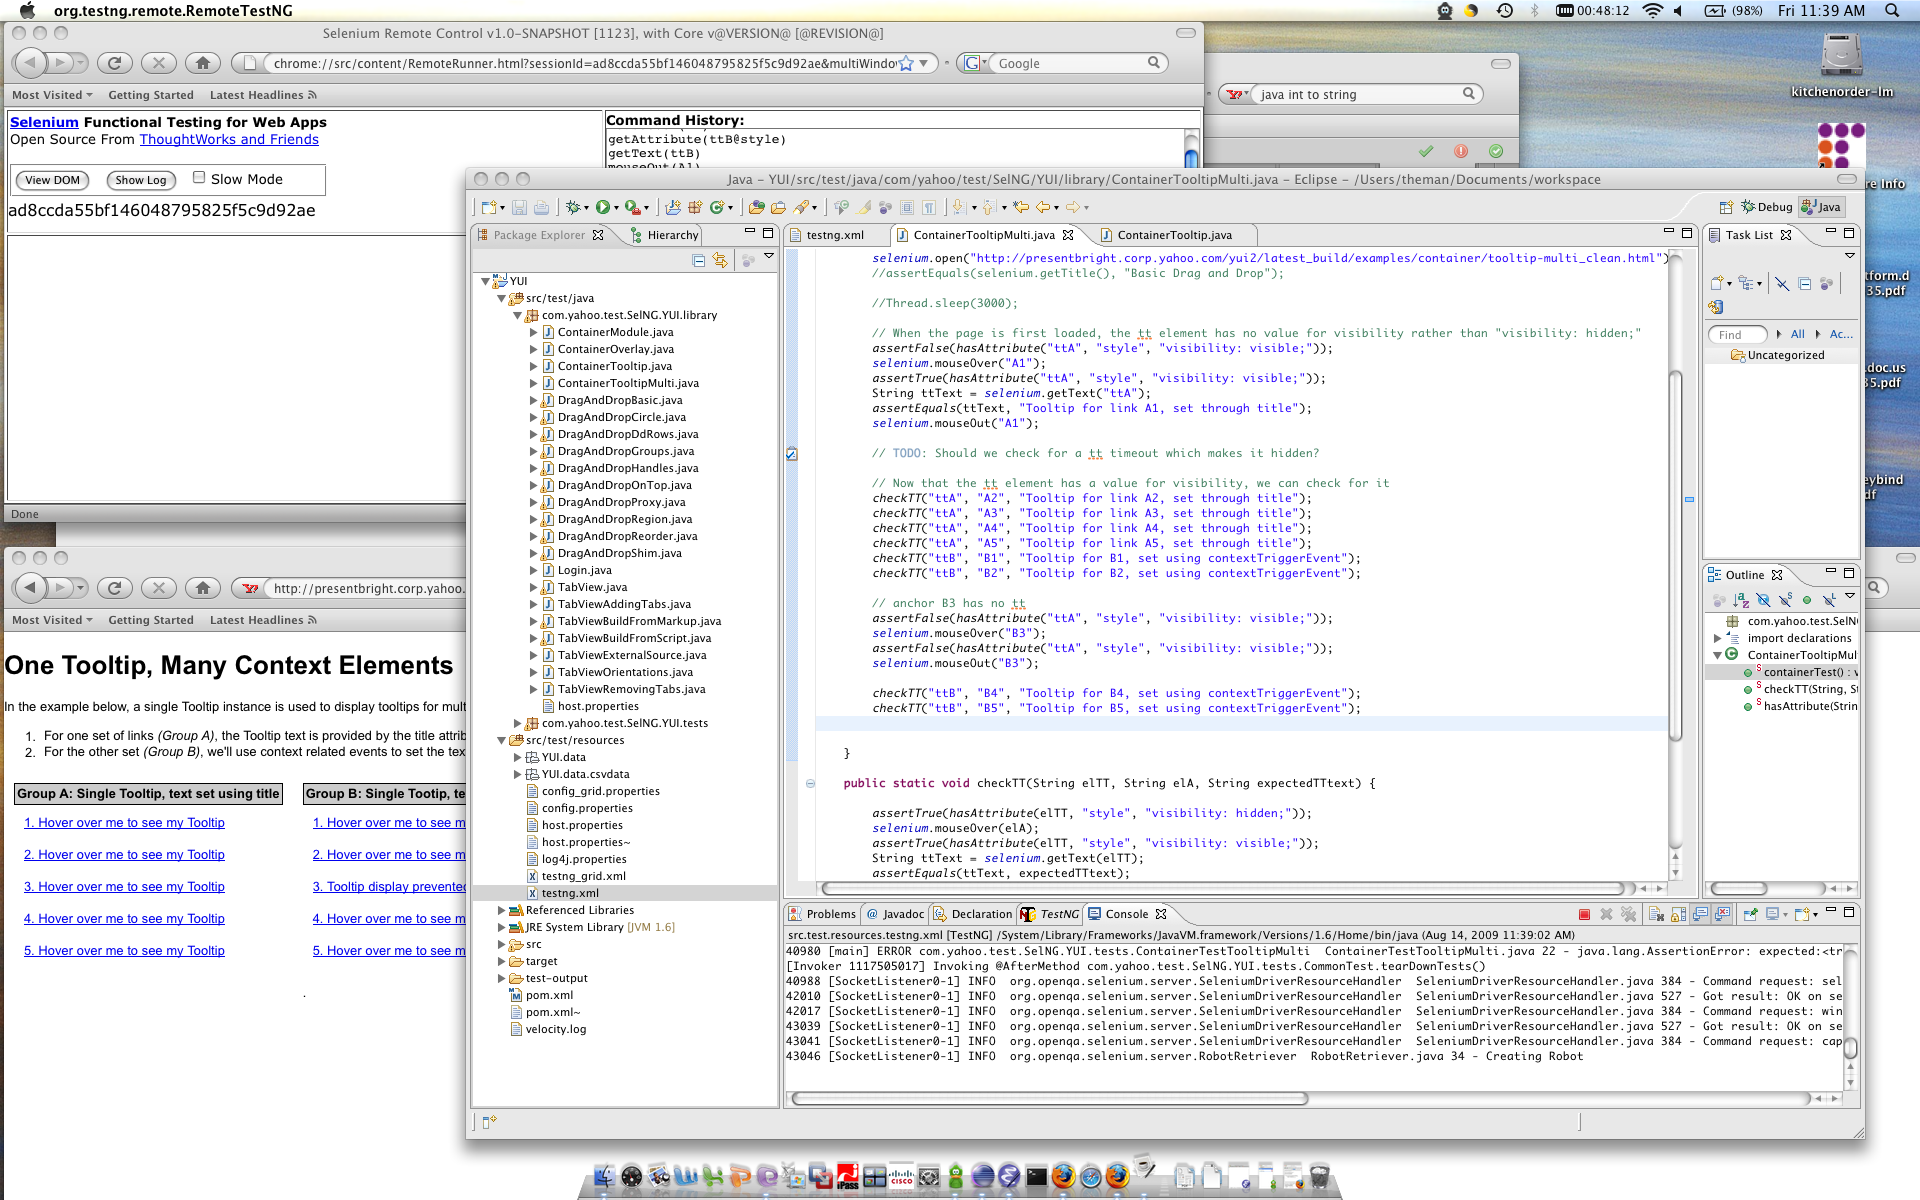 org.testng.remote.RemoteTestNG
00:48:12
(98%)
Fri 11:39 AM
Selenium Remote Control v1.0-SNAPSHOT [1123], with Core v@VERSION@ [@REVISION@]
chrome://src/content/RemoteRunner.html?sessionId=ad8ccda55bf146048795825f5c9d92ae&multiWindo
Google
Most Visited
Getting Started
Latest Headlines
java int to string
kitchenorder-lm
Selenium Functional Testing for Web Apps
Open Source From ThoughtWorks and Friends
View DOM
Show Log
Slow Mode
ad8ccda55bf146048795825f5c9d92ae
Command History:
getAttribute(ttB@style)
getText(ttB)
mouseOut(A1)
Done
re Info
tform.d
35.pdf
.doc.us
35.pdf
eybind
df
http://presentbright.corp.yahoo.
Most Visited
Getting Started
Latest Headlines
One Tooltip, Many Context Elements
In the example below, a single Tooltip instance is used to display tooltips for mult
1. For one set of links (Group A), the Tooltip text is provided by the title attrib
2. For the other set (Group B), we'll use context related events to set the tex
Group A: Single Tooltip, text set using title
Group B: Single Tootip, te
1. Hover over me to see my Tooltip
1. Hover over me to see m
2. Hover over me to see my Tooltip
2. Hover over me to see m
3. Hover over me to see my Tooltip
3. Tooltip display prevented
4. Hover over me to see my Tooltip
4. Hover over me to see m
5. Hover over me to see my Tooltip
5. Hover over me to see m
.
Java - YUI/src/test/java/com/yahoo/test/SelNG/YUI/library/ContainerTooltipMulti.java - Eclipse - /Users/theman/Documents/workspace
Debug
Java
Package Explorer
Hierarchy
YUI
src/test/java
com.yahoo.test.SelNG.YUI.library
ContainerModule.java
ContainerOverlay.java
ContainerTooltip.java
ContainerTooltipMulti.java
DragAndDropBasic.java
DragAndDropCircle.java
DragAndDropDdRows.java
DragAndDropGroups.java
DragAndDropHandles.java
DragAndDropOnTop.java
DragAndDropProxy.java
DragAndDropRegion.java
DragAndDropReorder.java
DragAndDropShim.java
Login.java
TabView.java
TabViewAddingTabs.java
TabViewBuildFromMarkup.java
TabViewBuildFromScript.java
TabViewExternalSource.java
TabViewOrientations.java
TabViewRemovingTabs.java
host.properties
com.yahoo.test.SelNG.YUI.tests
src/test/resources
YUI.data
YUI.data.csvdata
config_grid.properties
config.properties
host.properties
host.properties~
log4j.properties
testng_grid.xml
testng.xml
Referenced Libraries
JRE System Library [JVM 1.6]
src
target
test-output
pom.xml
pom.xml~
velocity.log
testng.xml
ContainerTooltipMulti.java
ContainerTooltip.java
selenium.open("http://presentbright.corp.yahoo.com/yui2/latest_build/examples/container/tooltip-multi_clean.html")
//assertEquals(selenium.getTitle(), "Basic Drag and Drop");
//Thread.sleep(3000);
// When the page is first loaded, the tt element has no value for visibility rather than "visibility: hidden;"
assertFalse(hasAttribute("ttA", "style", "visibility: visible;"));
selenium.mouseOver("A1");
assertTrue(hasAttribute("ttA", "style", "visibility: visible;"));
String ttText = selenium.getText("ttA");
assertEquals(ttText, "Tooltip for link A1, set through title");
selenium.mouseOut("A1");
// TODO: Should we check for a tt timeout which makes it hidden?
// Now that the tt element has a value for visibility, we can check for it
checkTT("ttA", "A2", "Tooltip for link A2, set through title");
checkTT("ttA", "A3", "Tooltip for link A3, set through title");
checkTT("ttA", "A4", "Tooltip for link A4, set through title");
checkTT("ttA", "A5", "Tooltip for link A5, set through title");
checkTT("ttB", "B1", "Tooltip for B1, set using contextTriggerEvent");
checkTT("ttB", "B2", "Tooltip for B2, set using contextTriggerEvent");
// anchor B3 has no tt
assertFalse(hasAttribute("ttA", "style", "visibility: visible;"));
selenium.mouseOver("B3");
assertFalse(hasAttribute("ttA", "style", "visibility: visible;"));
selenium.mouseOut("B3");
checkTT("ttB", "B4", "Tooltip for B4, set using contextTriggerEvent");
checkTT("ttB", "B5", "Tooltip for B5, set using contextTriggerEvent");
}
public static void checkTT(String elTT, String elA, String expectedTTtext) {
assertTrue(hasAttribute(elTT, "style", "visibility: hidden;"));
selenium.mouseOver(elA);
assertTrue(hasAttribute(elTT, "style", "visibility: visible;"));
String ttText = selenium.getText(elTT);
assertEquals(ttText, expectedTTtext);
Task List
Find
All
Ac...
Uncategorized
Outline
com.yahoo.test.SelNG
import declarations
ContainerTooltipMul
containerTest() : v
checkTT(String, St
hasAttribute(Strin
Problems
Javadoc
Declaration
TestNG
Console
src.test.resources.testng.xml [TestNG] /System/Library/Frameworks/JavaVM.framework/Versions/1.6/Home/bin/java (Aug 14, 2009 11:39:02 AM)
40980 [main] ERROR com.yahoo.test.SelNG.YUI.tests.ContainerTestTooltipMulti  ContainerTestTooltipMulti.java 22 - java.lang.AssertionError: expected:<tr
[Invoker 1117505017] Invoking @AfterMethod com.yahoo.test.SelNG.YUI.tests.CommonTest.tearDownTests()
40988 [SocketListener0-1] INFO  org.openqa.selenium.server.SeleniumDriverResourceHandler  SeleniumDriverResourceHandler.java 384 - Command request: sel
42010 [SocketListener0-1] INFO  org.openqa.selenium.server.SeleniumDriverResourceHandler  SeleniumDriverResourceHandler.java 527 - Got result: OK on se
42017 [SocketListener0-1] INFO  org.openqa.selenium.server.SeleniumDriverResourceHandler  SeleniumDriverResourceHandler.java 384 - Command request: win
43039 [SocketListener0-1] INFO  org.openqa.selenium.server.SeleniumDriverResourceHandler  SeleniumDriverResourceHandler.java 527 - Got result: OK on se
43041 [SocketListener0-1] INFO  org.openqa.selenium.server.SeleniumDriverResourceHandler  SeleniumDriverResourceHandler.java 384 - Command request: cap
43046 [SocketListener0-1] INFO  org.openqa.selenium.server.RobotRetriever  RobotRetriever.java 34 - Creating Robot
iPass
CISCO